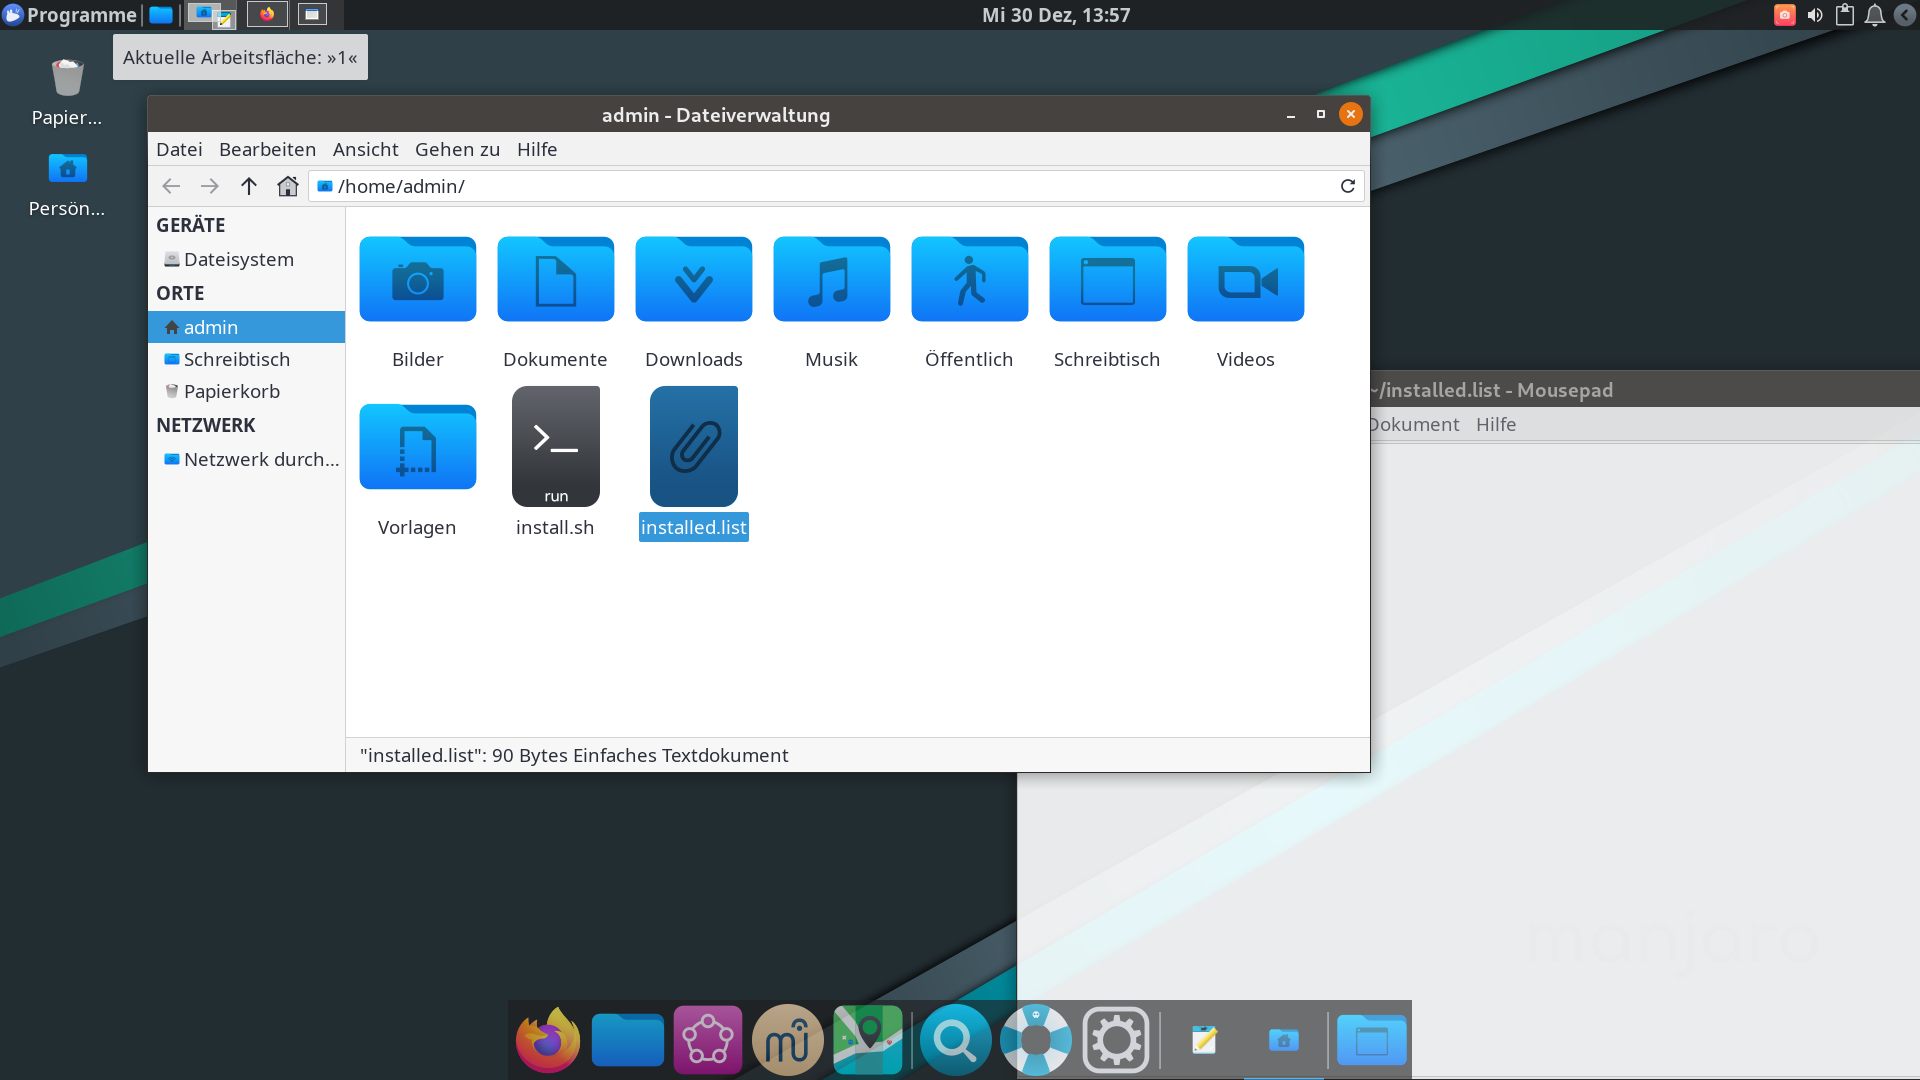 Programme
Mi 30 Dez, 13:57
Aktuelle Arbeitsfläche: »1«
Papier...
Persön...
admin - Dateiverwaltung
Datei Bearbeiten Ansicht Gehen zu Hilfe
/home/admin/
GERÄTE
Dateisystem
ORTE
admin
Schreibtisch
Papierkorb
NETZWERK
Netzwerk durch...
Bilder Dokumente Downloads Musik Öffentlich Schreibtisch Videos
run
Vorlagen install.sh installed.list
"installed.list": 90 Bytes Einfaches Textdokument
~/installed.list - Mousepad
Dokument Hilfe
manjaro